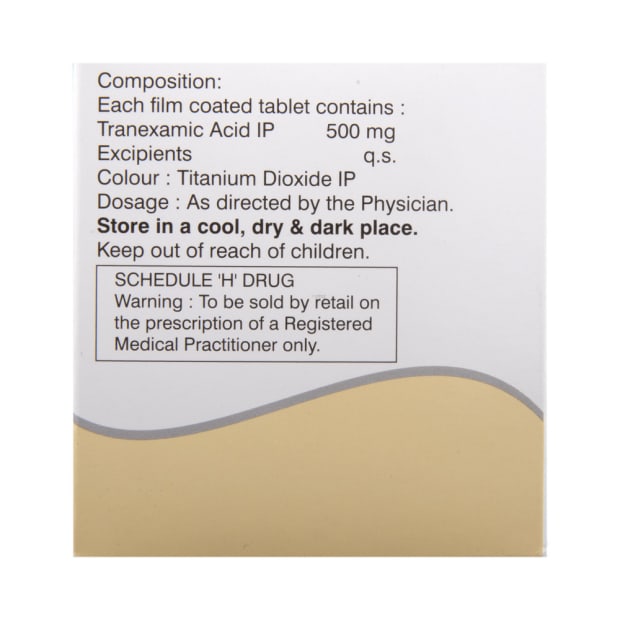 Composition:
Each film coated tablet contains :
Tranexamic Acid IP 500 mg
Excipients q.s.
Colour : Titanium Dioxide IP
Dosage : As directed by the Physician.
Store in a cool, dry & dark place.
Keep out of reach of children.
SCHEDULE 'H' DRUG
Warning : To be sold by retail on
the prescription of a Registered
Medical Practitioner only.